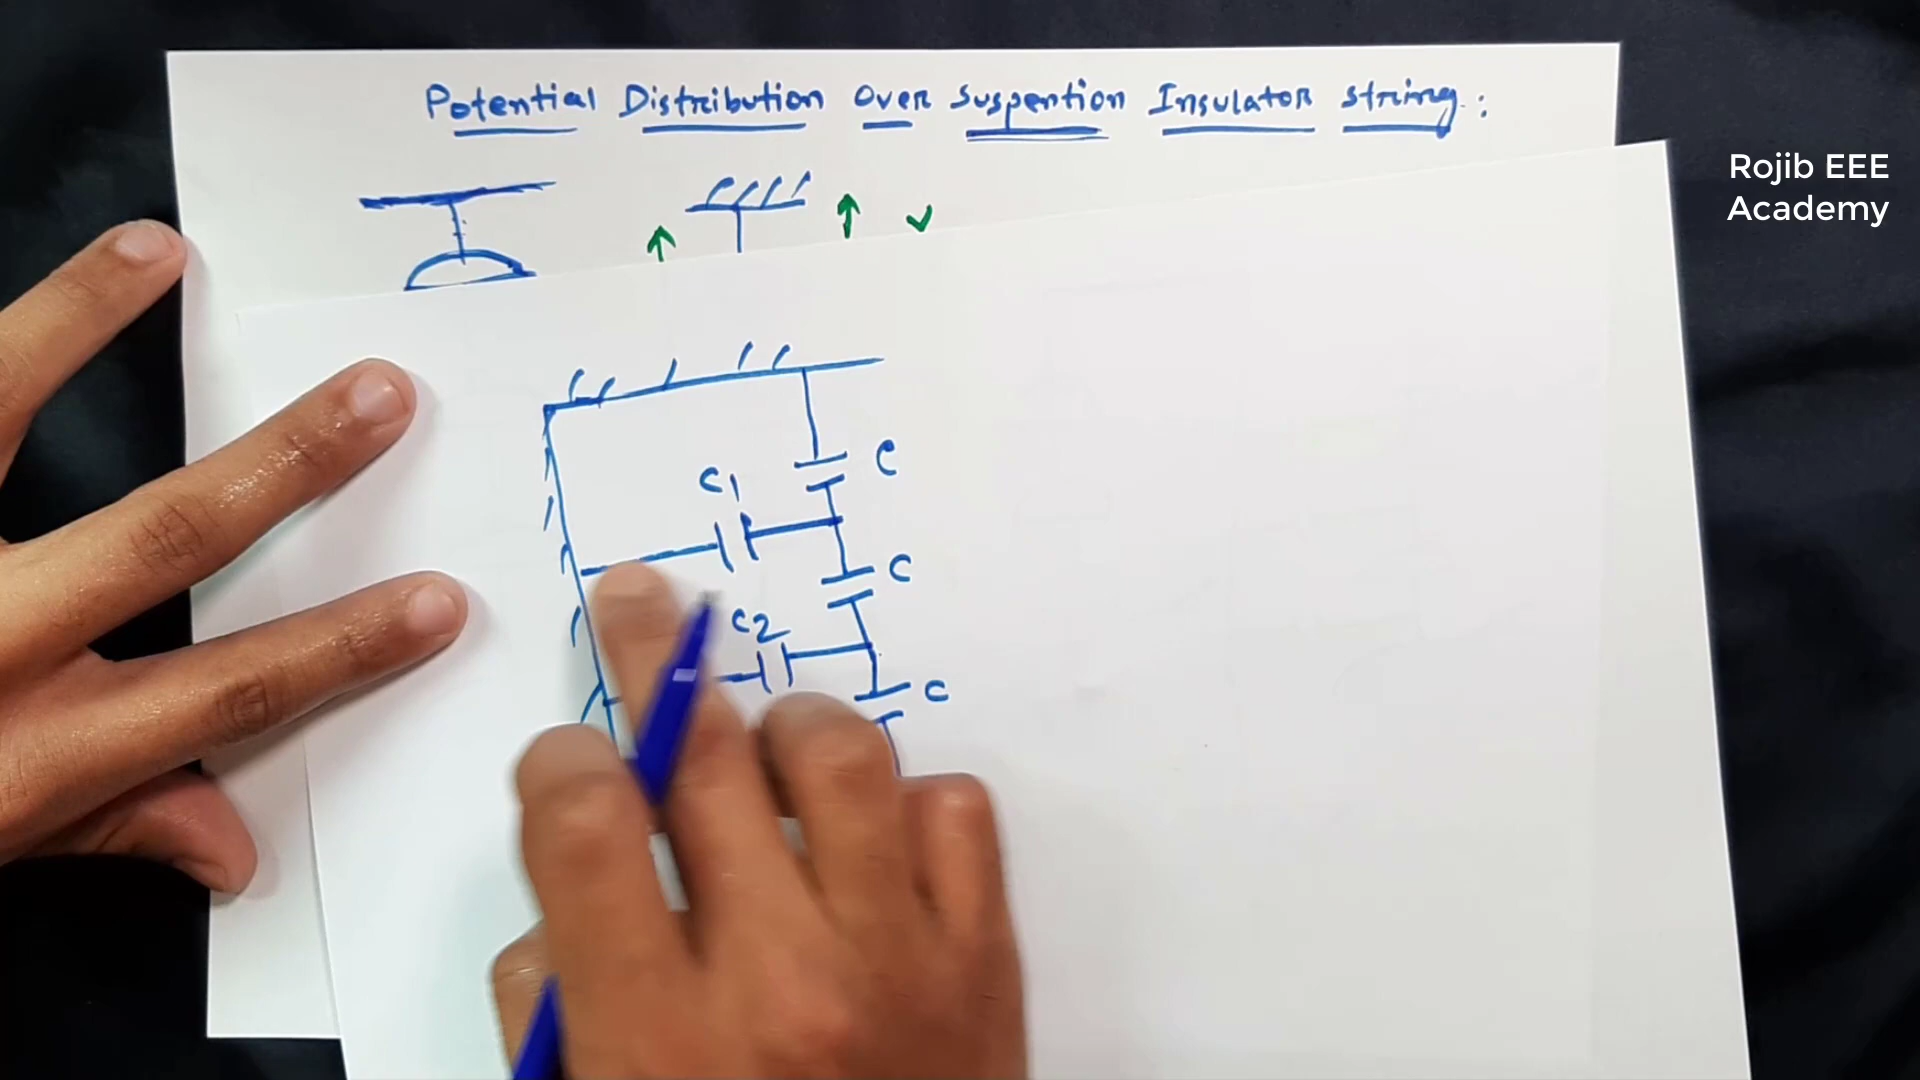 Potential Distribution Over Suspention Insulator string:
Rojib EEE
Academy
C
C1
C
C2
C